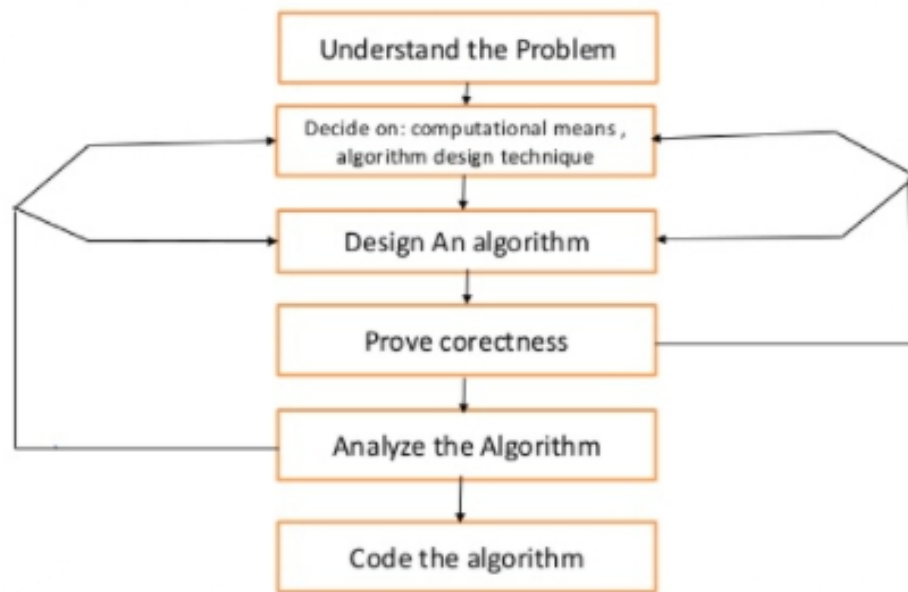 Understand the Problem
Decide on: computational means ,
algorithm design technique
Design An algorithm
Prove corectness
Analyze the Algorithm
Code the algorithm